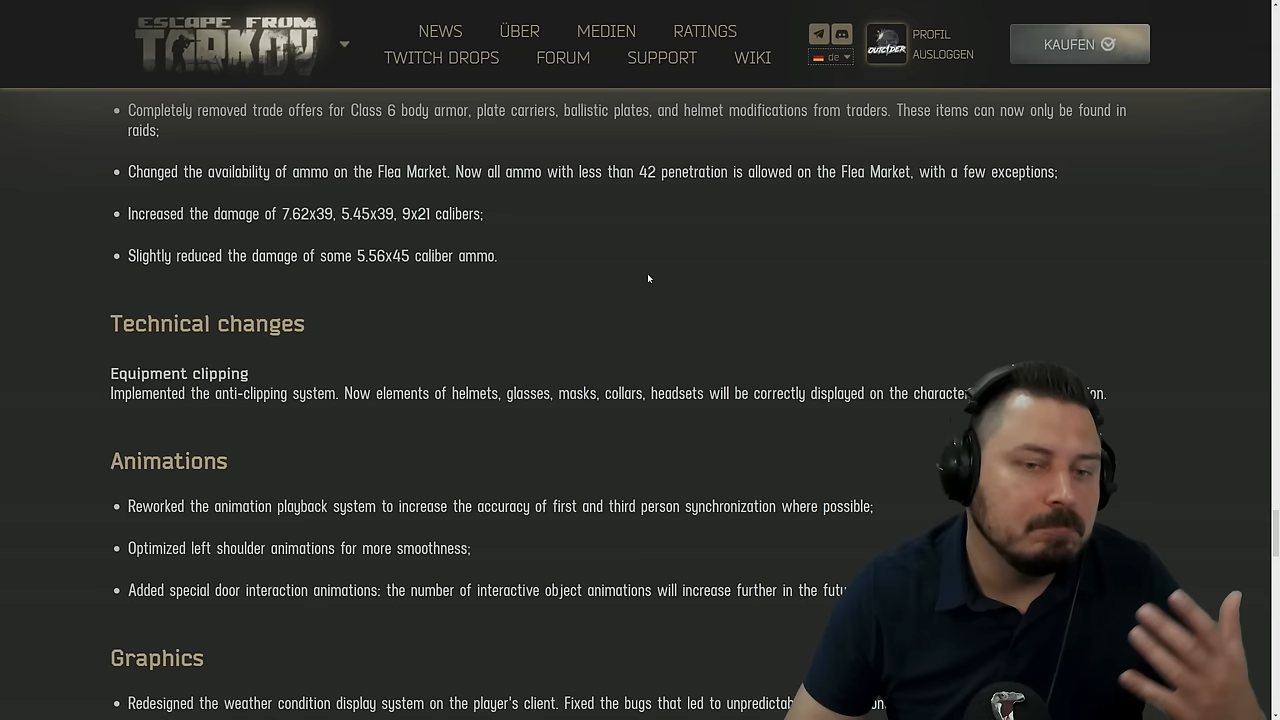 ESCAPE FROM
TARKOV
NEWS ÜBER MEDIEN RATINGS
TWITCH DROPS FORUM SUPPORT WIKI
de
OUTCIDER
PROFIL
AUSLOGGEN
KAUFEN
Completely removed trade offers for Class 6 body armor, plate carriers, ballistic plates, and helmet modifications from traders. These items can now only be found in
raids;
Changed the availability of ammo on the Flea Market. Now all ammo with less than 42 penetration is allowed on the Flea Market, with a few exceptions;
Increased the damage of 7.62x39, 5.45x39, 9x21 calibers;
Slightly reduced the damage of some 5.56x45 caliber ammo.
Technical changes
Equipment clipping
Implemented the anti-clipping system. Now elements of helmets, glasses, masks, collars, headsets will be correctly displayed on the
Animations
Reworked the animation playback system to increase the accuracy of first and third person synchronization where possible;
Optimized left shoulder animations for more smoothness;
Added special door interaction animations: the number of interactive object animations will increase further in the
Graphics
Redesigned the weather condition display system on the player's client. Fixed the bugs that led to